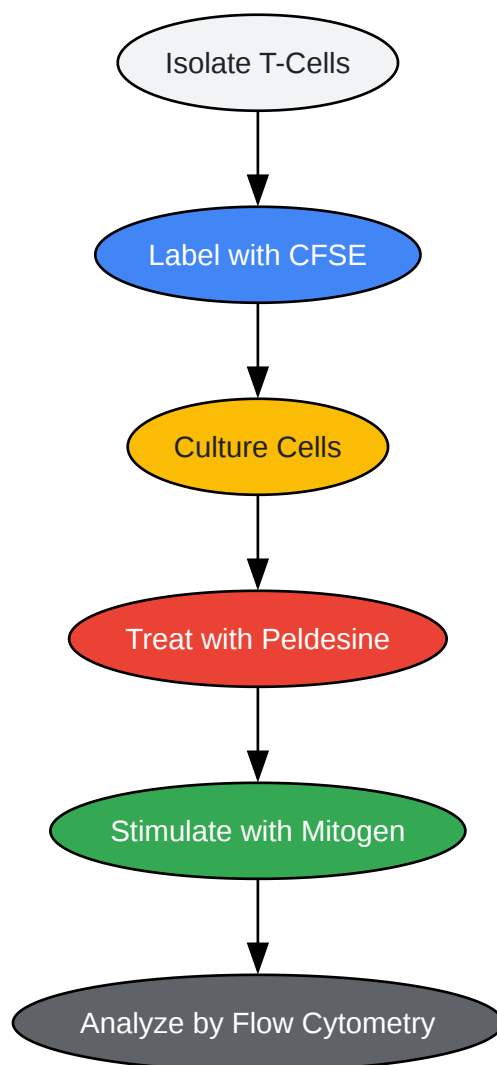 Isolate T-Cells
Label with CFSE
Culture Cells
Treat with Peldesine
Stimulate with Mitogen
Analyze by Flow Cytometry